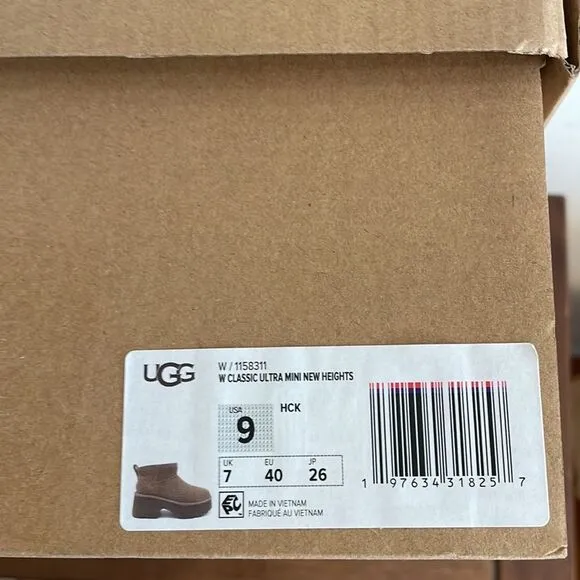 UGG
W / 1158311
W CLASSIC ULTRA MINI NEW HEIGHTS
USA HCK
9
UK EU JP
7 40 26
MADE IN VIETNAM
FABRIQUÉ AU VIETNAM
1 97634 31825 7